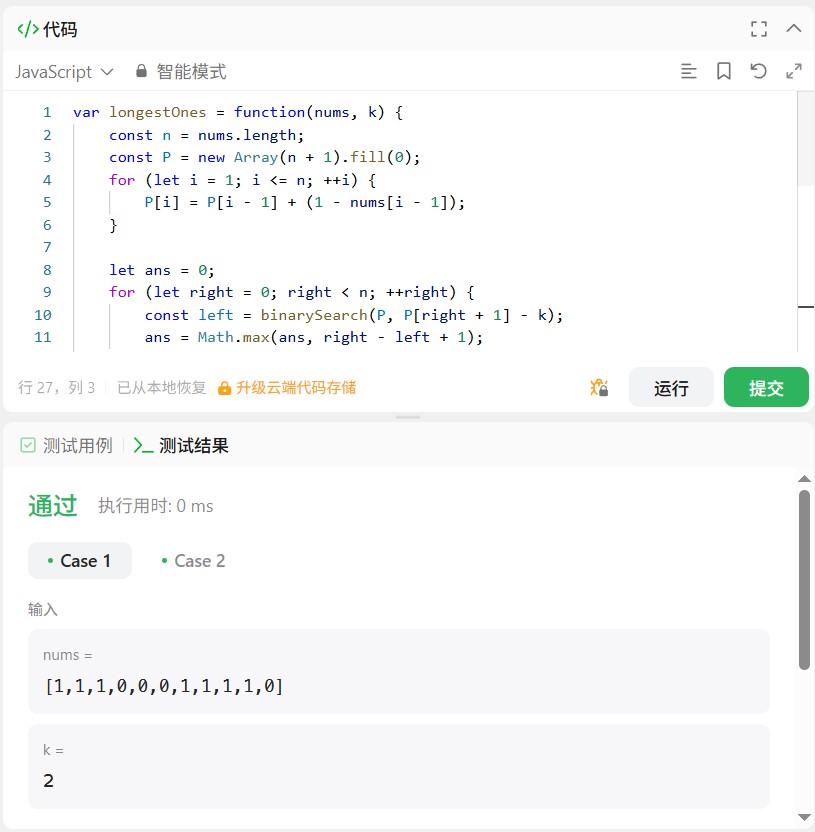 </> 代码
JavaScript 智能模式
1 var longestOnes = function(nums, k) {
2     const n = nums.length;
3     const P = new Array(n + 1).fill(0);
4     for (let i = 1; i <= n; ++i) {
5         P[i] = P[i - 1] + (1 - nums[i - 1]);
6     }
7
8     let ans = 0;
9     for (let right = 0; right < n; ++right) {
10         const left = binarySearch(P, P[right + 1] - k);
11         ans = Math.max(ans, right - left + 1);
行 27，列 3 已从本地恢复 升级云端代码存储 运行 提交
测试用例 >_ 测试结果
通过 执行用时: 0 ms
• Case 1 • Case 2
输入
nums =
[1,1,1,0,0,0,1,1,1,1,0]
k =
2